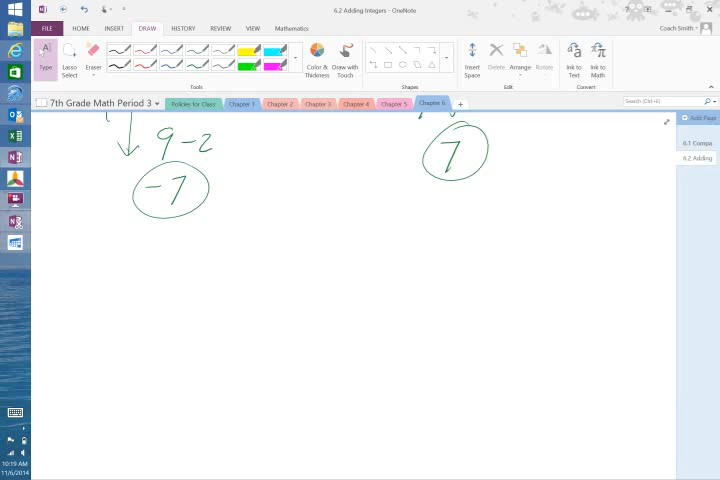 6.2 Adding Integers - OneNote
Coach Smith
FILE HOME INSERT DRAW HISTORY REVIEW VIEW Mathematics
Type
Lasso Select
Eraser
Color & Thickness
Draw with Touch
Insert Space
Delete
Arrange
Rotate
Ink to Text
Ink to Math
Tools Shapes Edit Convert
7th Grade Math Period 3 Policies for Class Chapter 1 Chapter 2 Chapter 3 Chapter 4 Chapter 5 Chapter 6 +
Search (Ctrl+E)
Add Page
6.1 Compa
6.2 Adding
9 - 2
- 7
7
10:19 AM
11/6/2014